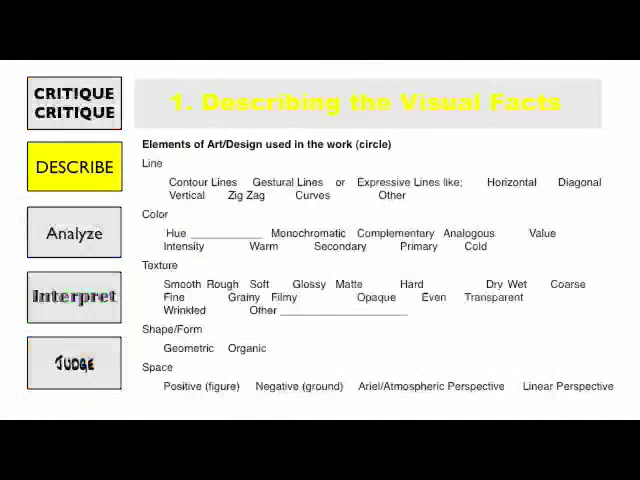 CRITIQUE
CRITIQUE
DESCRIBE
Analyze
Interpret
JUDGE
1. Describing the Visual Facts
Elements of Art/Design used in the work (circle)
Line
Contour Lines Gestural Lines or Expressive Lines like; Horizontal Diagonal
Vertical Zig Zag Curves Other
Color
Hue ____________ Monochromatic Complementary Analogous Value
Intensity Warm Secondary Primary Cold
Texture
Smooth Rough Soft Glossy Matte Hard Dry Wet Coarse
Fine Grainy Filmy Opaque Even Transparent
Wrinkled Other _____________________
Shape/Form
Geometric Organic
Space
Positive (figure) Negative (ground) Ariel/Atmospheric Perspective Linear Perspective